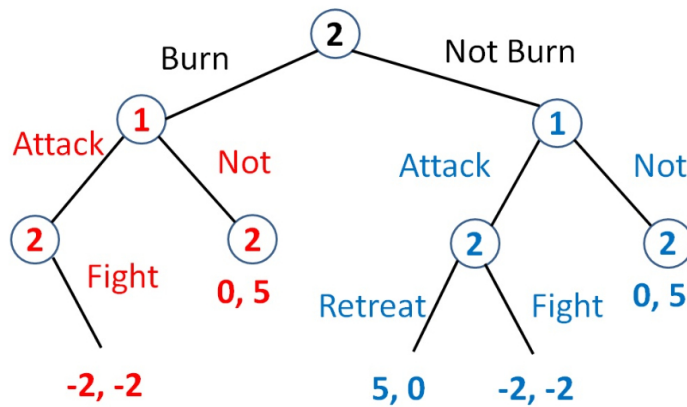 2
Burn
Not Burn
1
1
Attack
Not
Attack
Not
2
2
2
2
Fight
0, 5
Retreat
Fight
0, 5
-2, -2
5, 0
-2, -2